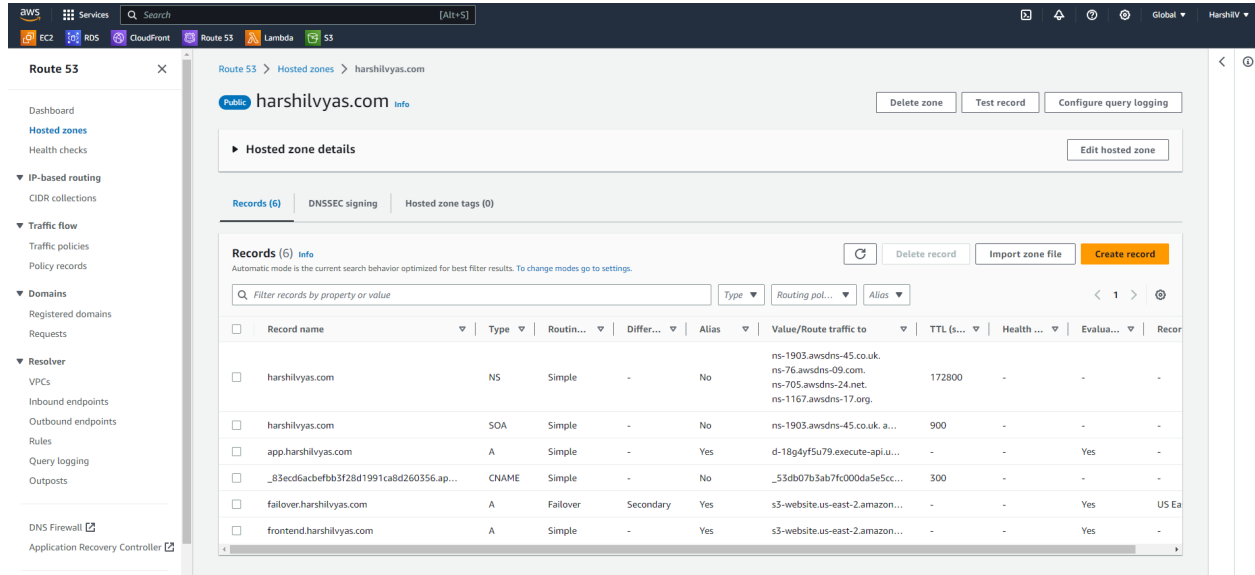 aws Services Search [Alt+S] Global HarshilV
EC2 RDS CloudFront Route 53 Lambda S3
Route 53
Dashboard
Hosted zones
Health checks
IP-based routing
CIDR collections
Traffic flow
Traffic policies
Policy records
Domains
Registered domains
Requests
Resolver
VPCs
Inbound endpoints
Outbound endpoints
Rules
Query logging
Outposts
DNS Firewall
Application Recovery Controller
Route 53 > Hosted zones > harshilvyas.com
Public harshilvyas.com Info Delete zone Test record Configure query logging
Hosted zone details Edit hosted zone
Records (6) DNSSEC signing Hosted zone tags (0)
Records (6) Info Delete record Import zone file Create record
Automatic mode is the current search behavior optimized for best filter results. To change modes go to settings.
Filter records by property or value Type Routing pol... Alias < 1 >
Record name Type Routin... Differ... Alias Value/Route traffic to TTL (s... Health ... Evalua... Recor
harshilvyas.com NS Simple - No ns-1903.awsdns-45.co.uk. 172800 - - -
ns-76.awsdns-09.com.
ns-705.awsdns-24.net.
ns-1167.awsdns-17.org.
harshilvyas.com SOA Simple - No ns-1903.awsdns-45.co.uk. a... 900 - - -
app.harshilvyas.com A Simple - Yes d-18g4yf5u79.execute-api.u... - - Yes -
_83ecd6acbefbb3f28d1991ca8d260356.ap... CNAME Simple - No _53db07b3ab7fc000da5e5cc... 300 - - -
failover.harshilvyas.com A Failover Secondary Yes s3-website.us-east-2.amazon... - - Yes US Ea
frontend.harshilvyas.com A Simple - Yes s3-website.us-east-2.amazon... - - Yes -